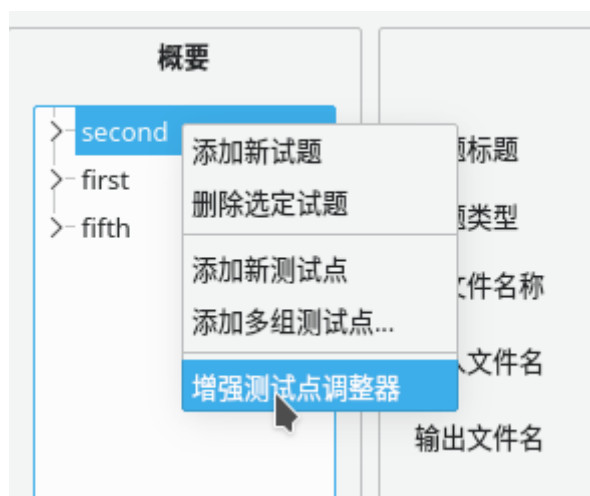 概要
second
first
fifth
添加新试题
删除选定试题
添加新测试点
添加多组测试点...
增强测试点调整器
标题
类型
文件名称
文件名
输出文件名